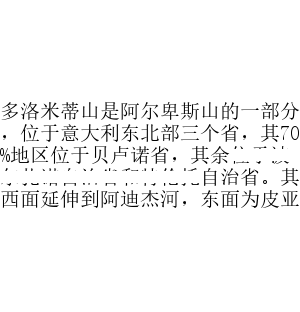 多洛米蒂山是阿尔卑斯山的一部分
，位于意大利东北部三个省，其70
%地区位于贝卢诺省，其余
自治省。其
西面延伸到阿迪杰河，东面为皮亚